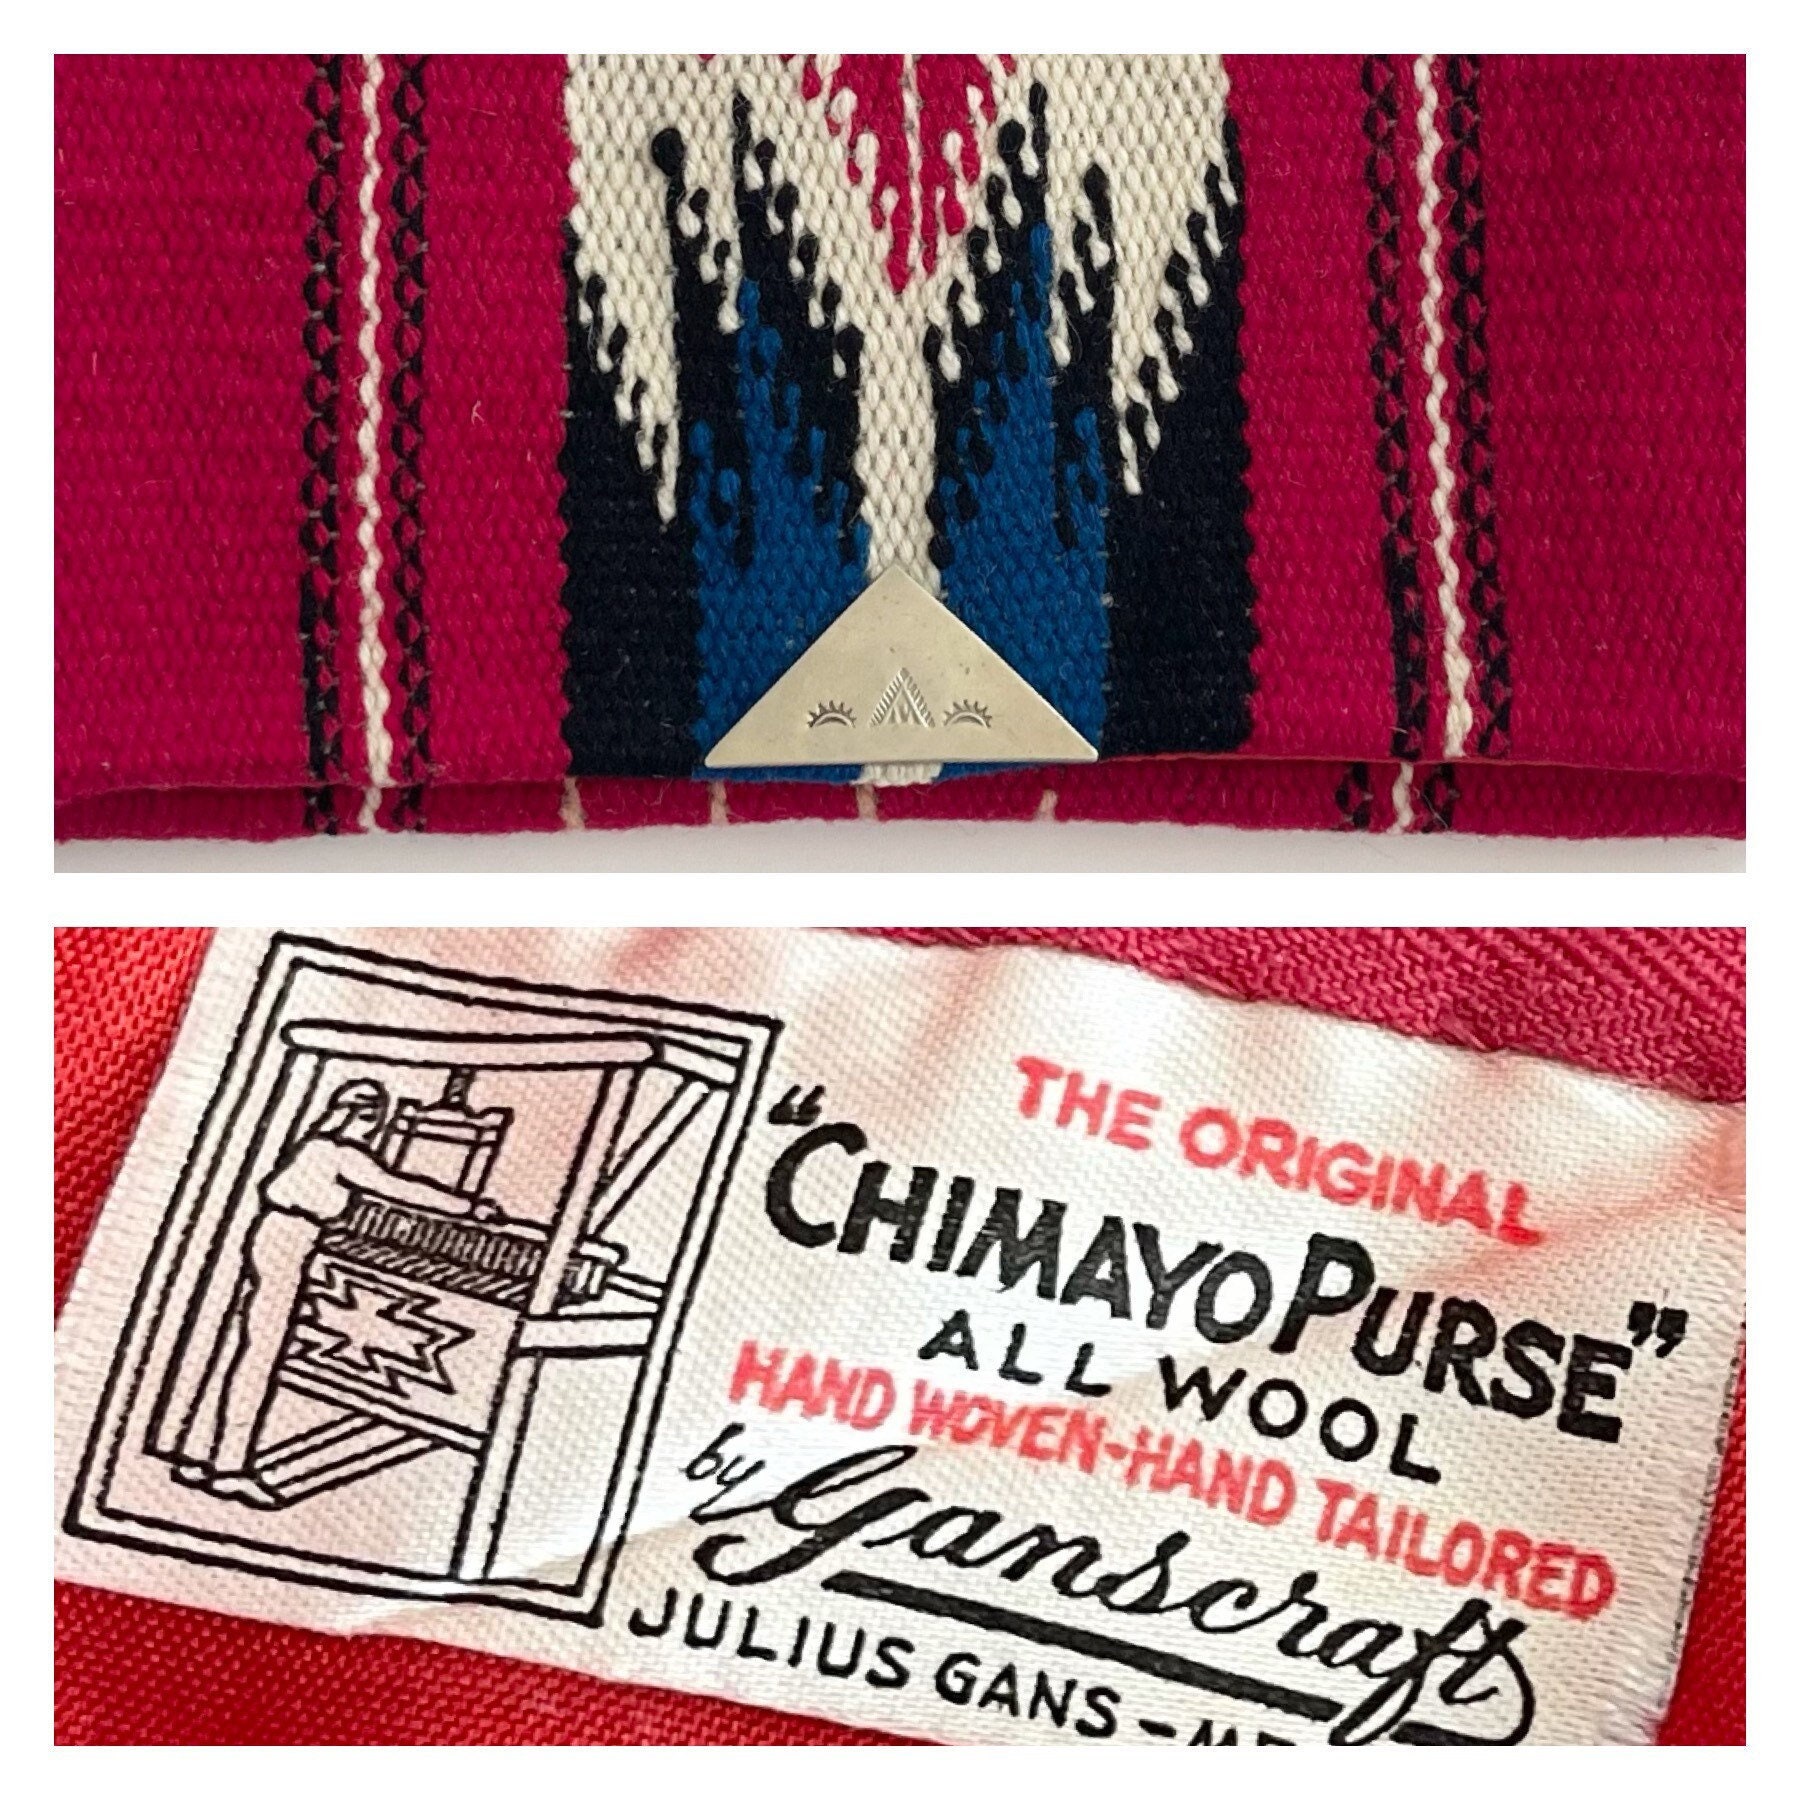 THE ORIGINAL
"CHIMAYO PURSE"
ALL WOOL
HAND WOVEN-HAND TAILORED
by Ganscraft
JULIUS GANS -